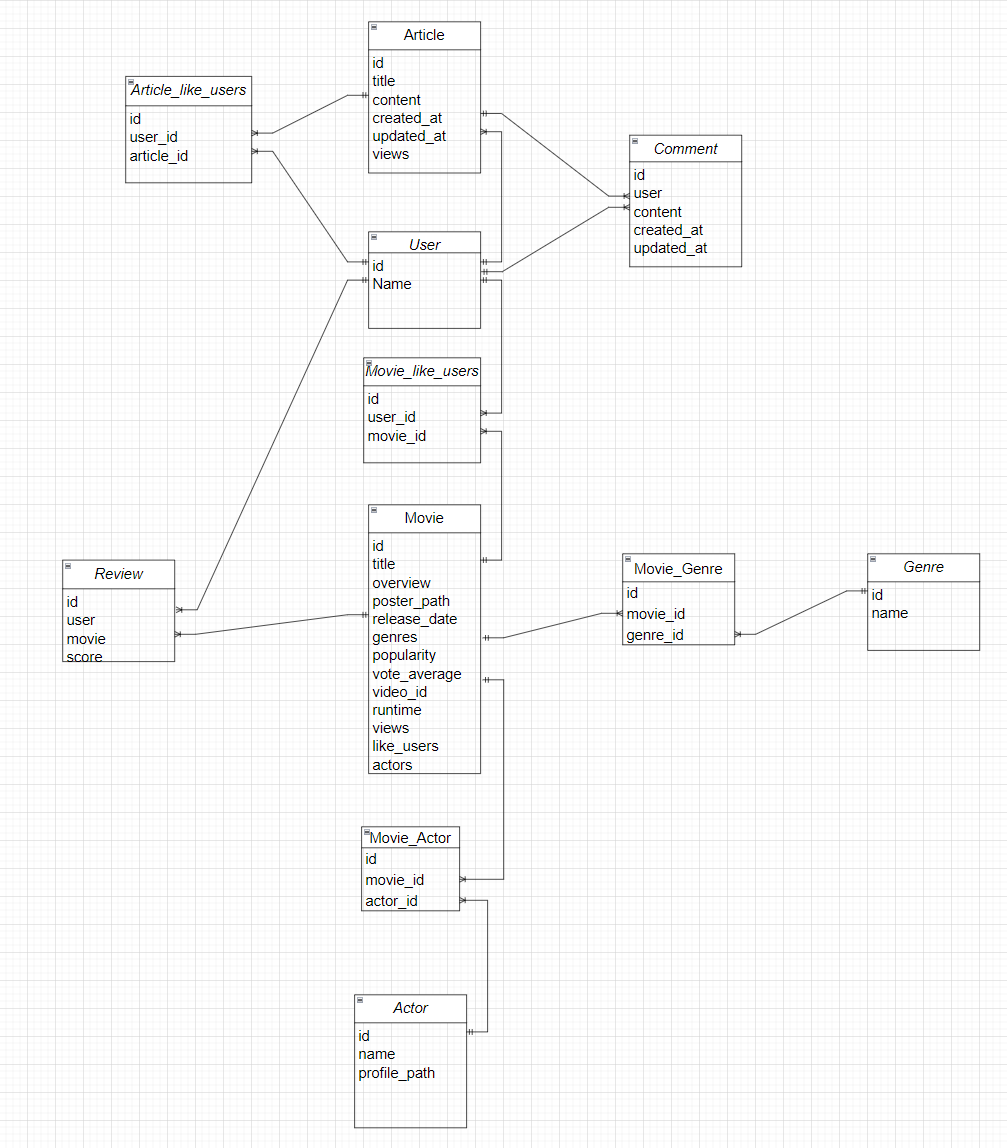 Article
id
title
content
created_at
updated_at
views
Article_like_users
id
user_id
article_id
Comment
id
user
content
created_at
updated_at
User
id
Name
Movie_like_users
id
user_id
movie_id
Movie
id
title
overview
poster_path
release_date
genres
popularity
vote_average
video_id
runtime
views
like_users
actors
Review
id
user
movie
score
Movie_Genre
id
movie_id
genre_id
Genre
id
name
Movie_Actor
id
movie_id
actor_id
Actor
id
name
profile_path